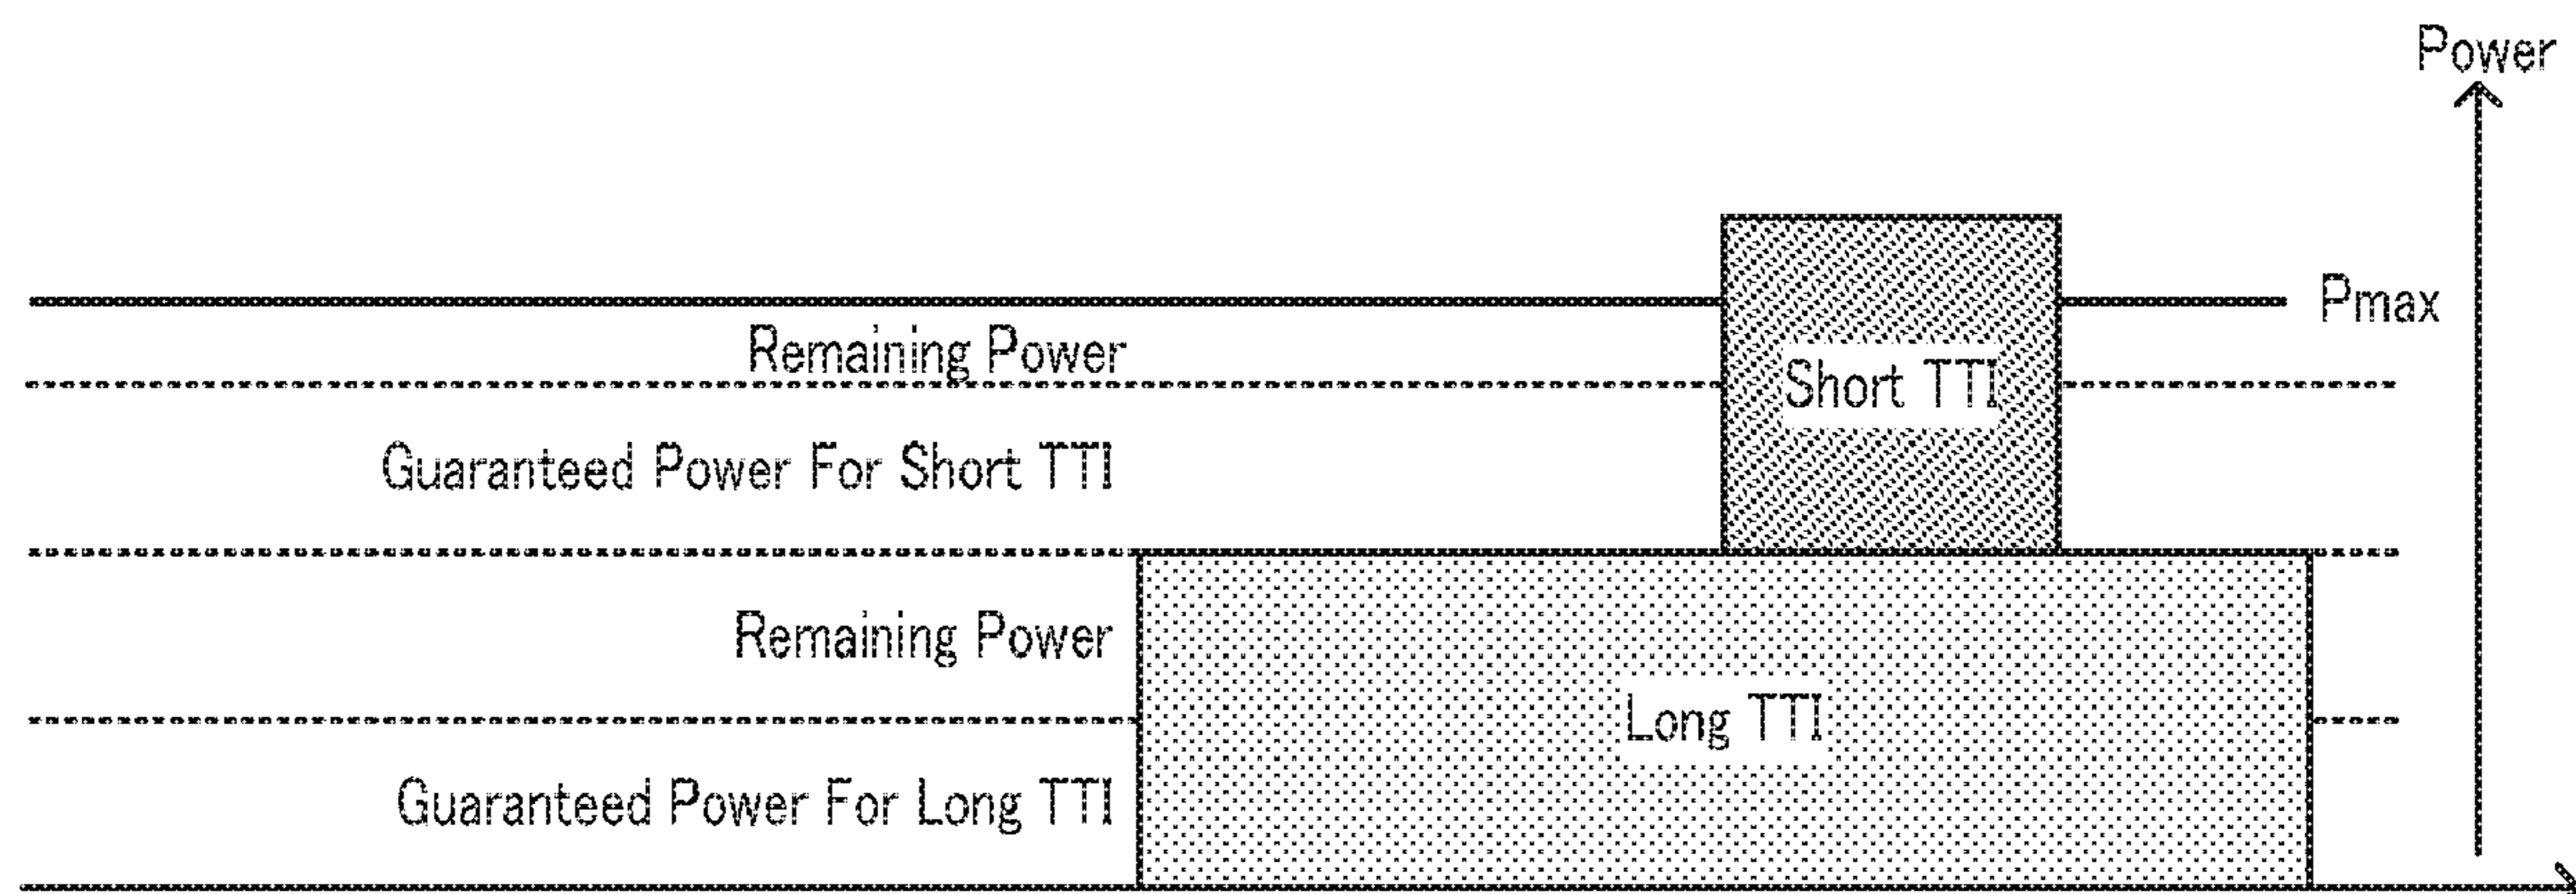 Power
Pmax
Remaining Power
Short TTI
Guaranteed Power For Short TTI
Remaining Power
Long TTI
Guaranteed Power For Long TTI